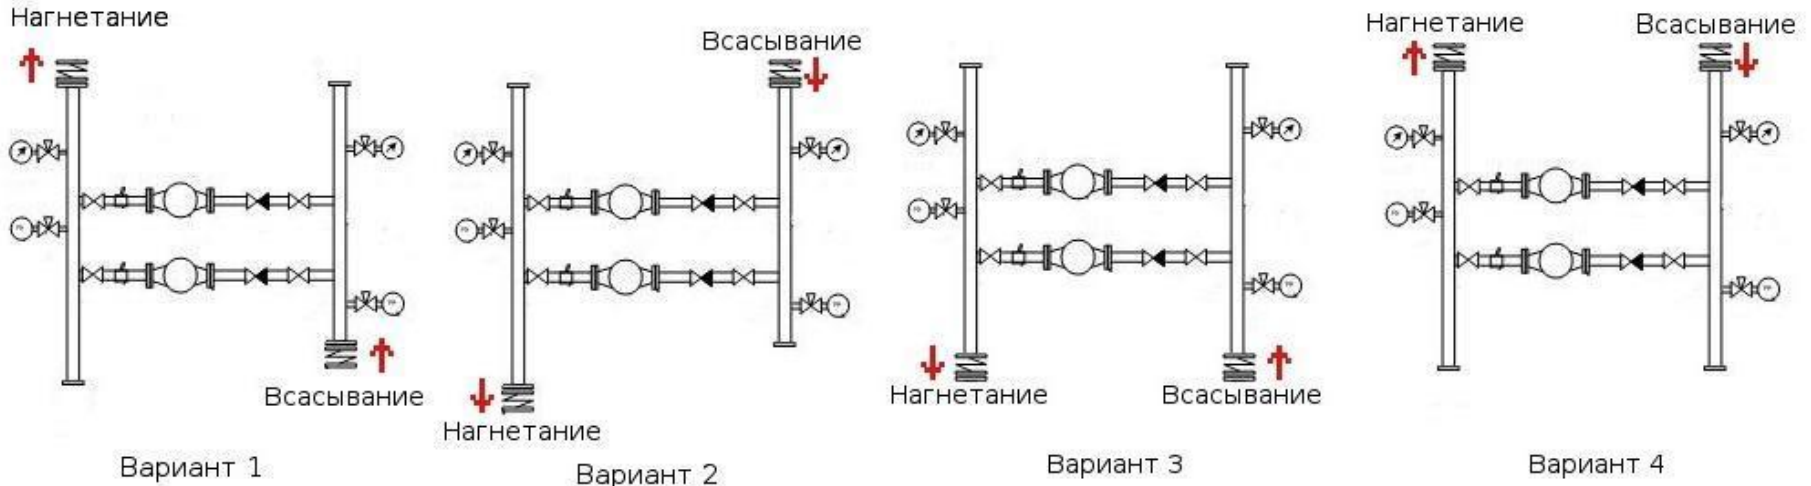 Нагнетание
Всасывание
Вариант 1
Всасывание
Нагнетание
Вариант 2
Нагнетание
Всасывание
Вариант 3
Нагнетание
Всасывание
Вариант 4